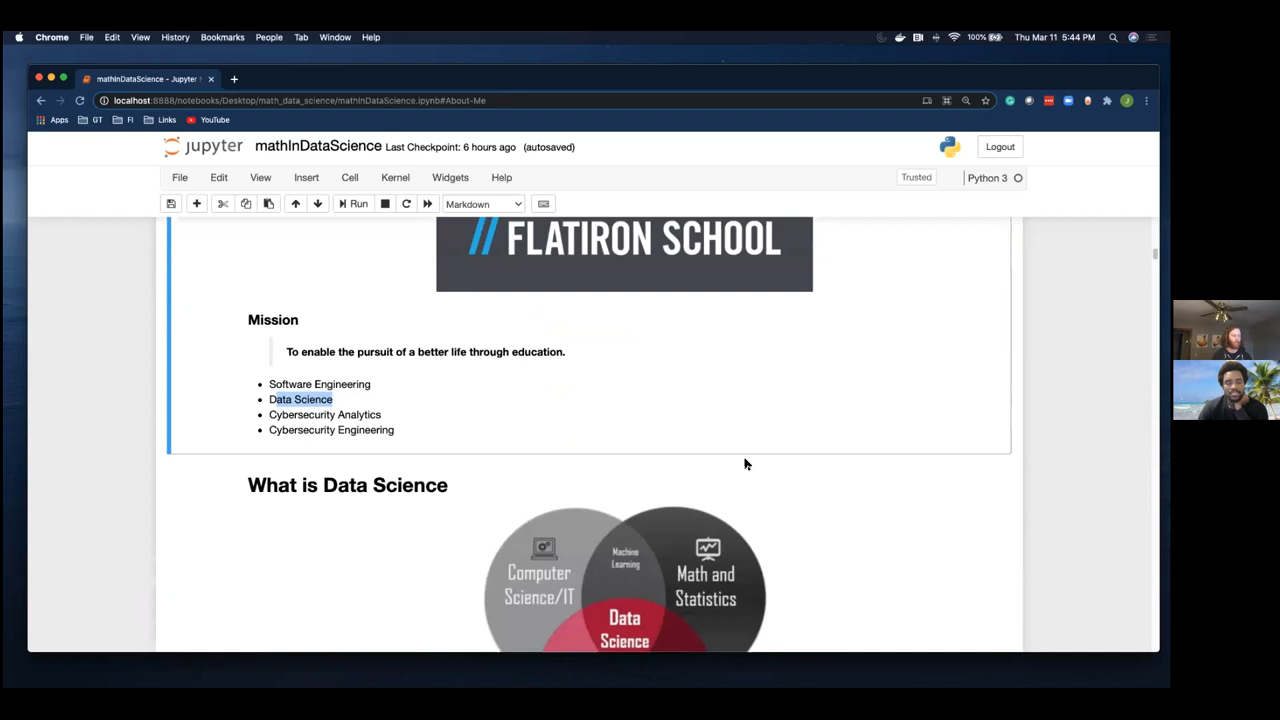 Chrome File Edit View History Bookmarks People Tab Window Help 100% Thu Mar 11 5:44 PM
mathInDataScience - Jupyter
localhost:8888/notebooks/Desktop/math_data_science/mathInDataScience.ipynb#About-Me
Apps GT FI Links YouTube
jupyter mathInDataScience Last Checkpoint: 6 hours ago (autosaved) Logout
File Edit View Insert Cell Kernel Widgets Help Trusted Python 3
Run Markdown
// FLATIRON SCHOOL
Mission
To enable the pursuit of a better life through education.
• Software Engineering
• Data Science
• Cybersecurity Analytics
• Cybersecurity Engineering
What is Data Science
Computer
Science/IT
Machine
Learning
Math and
Statistics
Data
Science